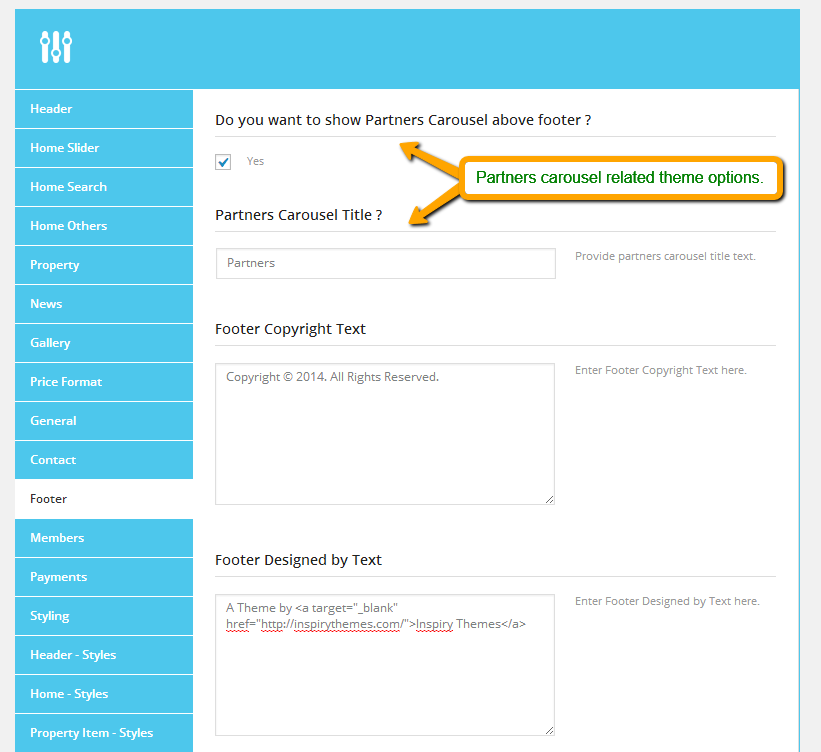 Header
Home Slider
Home Search
Home Others
Property
News
Gallery
Price Format
General
Contact
Footer
Members
Payments
Styling
Header - Styles
Home - Styles
Property Item - Styles
Do you want to show Partners Carousel above footer ?
Yes
Partners carousel related theme options.
Partners Carousel Title ?
Partners
Provide partners carousel title text.
Footer Copyright Text
Copyright © 2014. All Rights Reserved.
Enter Footer Copyright Text here.
Footer Designed by Text
A Theme by <a target="_blank"
href="http://inspirythemes.com/">Inspiry Themes</a>
Enter Footer Designed by Text here.